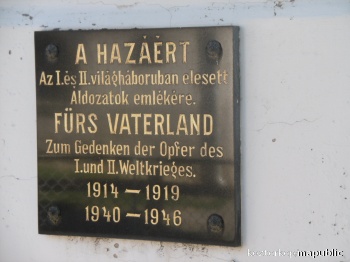 A HAZÁÉRT
Az I. és II. világháboruban elesett
Áldozatok emlékére.
FÜRS VATERLAND
Zum Gedenken der Opfer des
I. und II. Weltkrieges.
1914 — 1919
1940 — 1946
mapublic